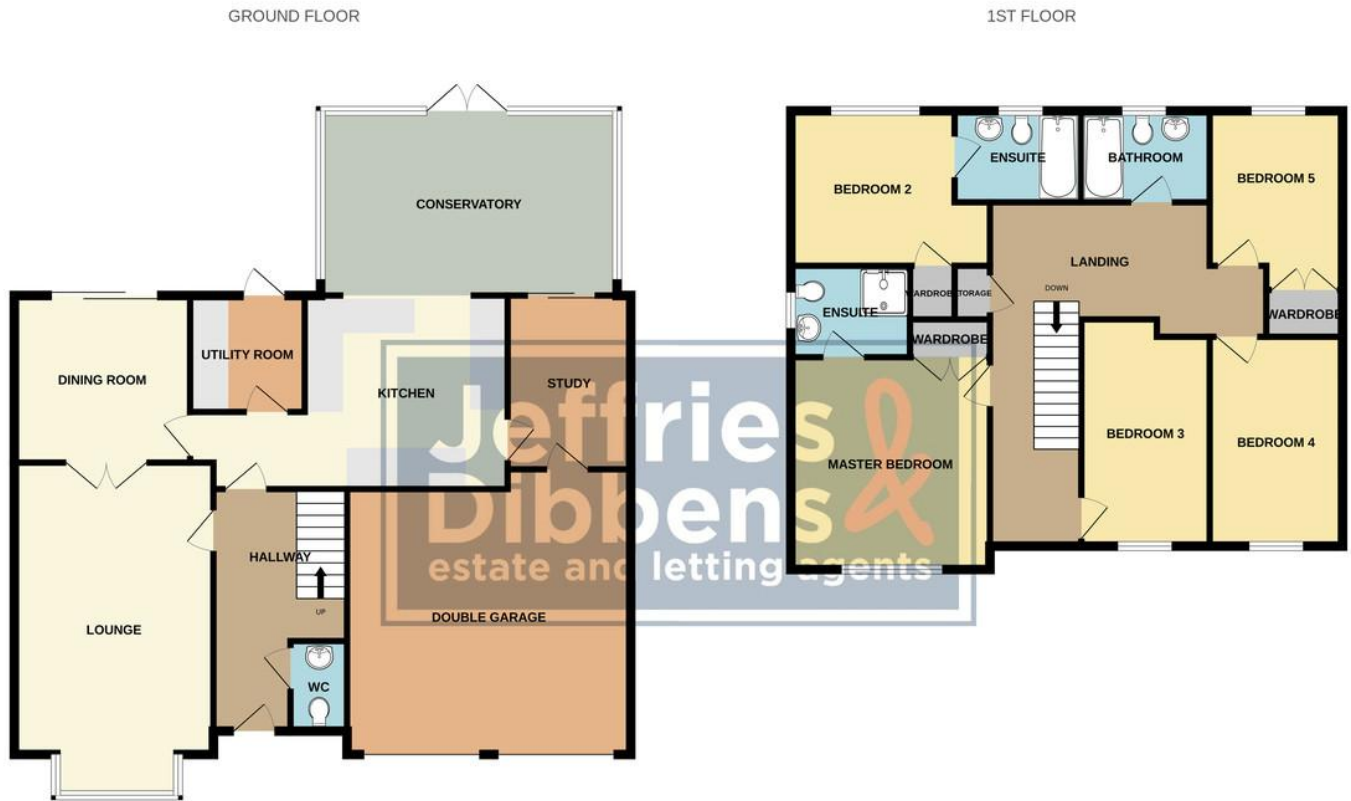 GROUND FLOOR
1ST FLOOR
CONSERVATORY
UTILITY ROOM
DINING ROOM
KITCHEN
STUDY
HALLWAY
UP
DOUBLE GARAGE
LOUNGE
WC
BEDROOM 2
ENSUITE
BATHROOM
BEDROOM 5
LANDING
DOWN
WARDROBE
STORAGE
ENSUITE
WARDROBE
WARDROBE
MASTER BEDROOM
BEDROOM 3
BEDROOM 4
Jeffries &
Dibbens
estate and letting agents